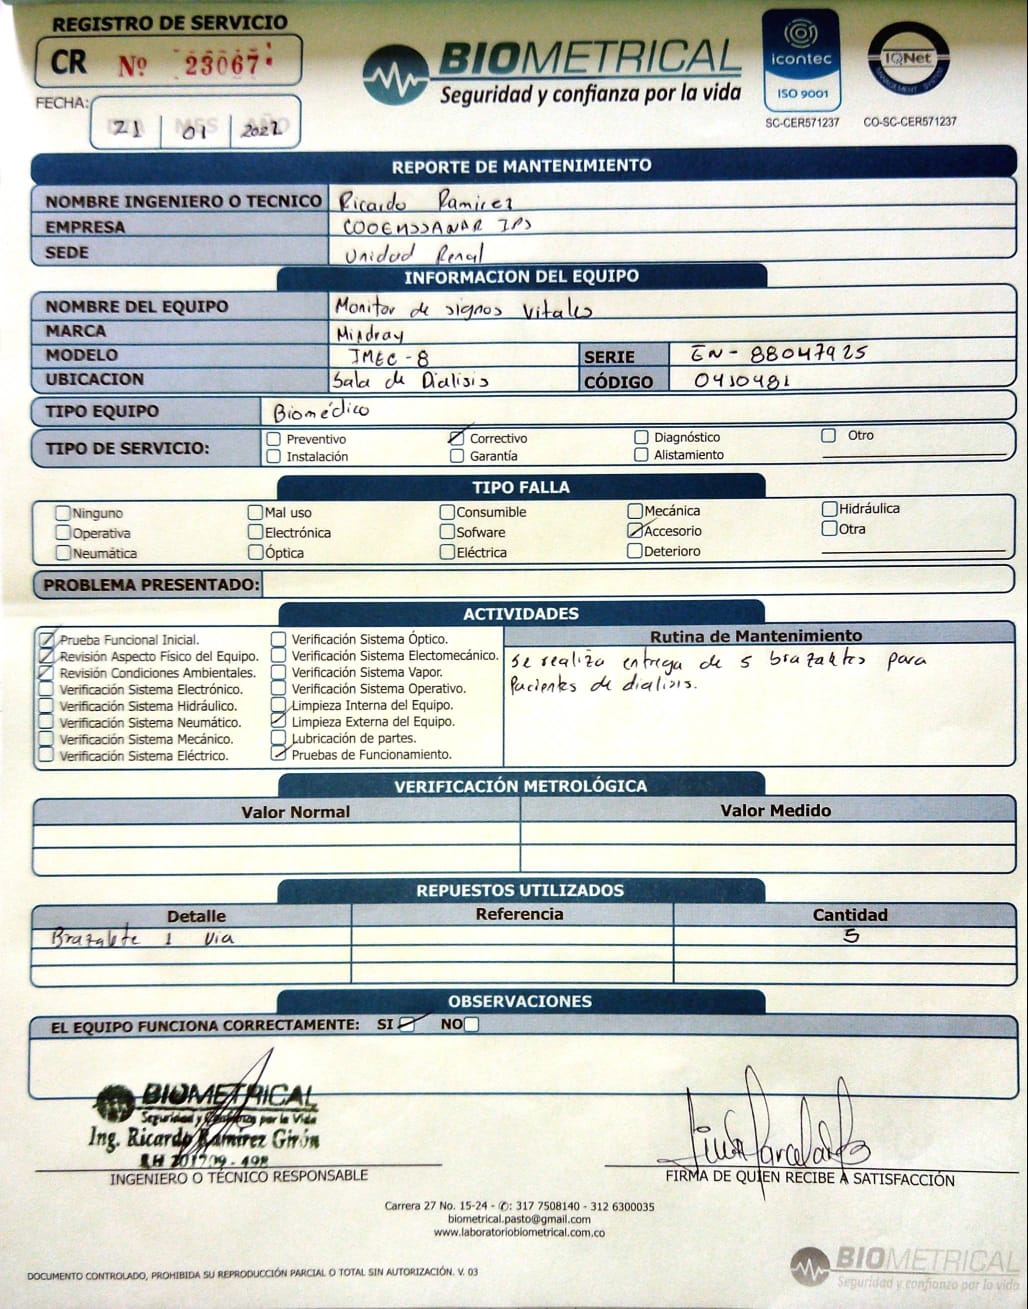 REGISTRO DE SERVICIO
CR Nº 23067
BIOMETRICAL
Seguridad y confianza por la vida
icontec
ISO 9001
SC-CER571237
IQNet
MANAGEMENT SYSTEM
CO-SC-CER571237
FECHA:
DIA MES AÑO
21 01 2022
REPORTE DE MANTENIMIENTO
NOMBRE INGENIERO O TECNICO Ricardo Ramirez
EMPRESA COOEMSSANAR IPS
SEDE Unidad Renal
INFORMACION DEL EQUIPO
NOMBRE DEL EQUIPO Monitor de signos vitales
MARCA Mindray
MODELO IMEC-8 SERIE EN-88047925
UBICACION Sala de Dialisis CÓDIGO 0410481
TIPO EQUIPO Biomédico
TIPO DE SERVICIO:
Preventivo Correctivo Diagnóstico Otro
Instalación Garantía Alistamiento
TIPO FALLA
Ninguno Mal uso Consumible Mecánica Hidráulica
Operativa Electrónica Sofware Accesorio Otra
Neumática Óptica Eléctrica Deterioro
PROBLEMA PRESENTADO:
ACTIVIDADES
Prueba Funcional Inicial.
Revisión Aspecto Físico del Equipo.
Revisión Condiciones Ambientales.
Verificación Sistema Electrónico.
Verificación Sistema Hidráulico.
Verificación Sistema Neumático.
Verificación Sistema Mecánico.
Verificación Sistema Eléctrico.
Verificación Sistema Óptico.
Verificación Sistema Electomecánico.
Verificación Sistema Vapor.
Verificación Sistema Operativo.
Limpieza Interna del Equipo.
Limpieza Externa del Equipo.
Lubricación de partes.
Pruebas de Funcionamiento.
Rutina de Mantenimiento
Se realiza entrega de 5 brazaletes para
Pacientes de dialisis.
VERIFICACIÓN METROLÓGICA
Valor Normal Valor Medido
REPUESTOS UTILIZADOS
Detalle Referencia Cantidad
Brazalete 1 via 5
OBSERVACIONES
EL EQUIPO FUNCIONA CORRECTAMENTE: SI NO
BIOMETRICAL
Seguridad y Confianza por la Vida
Ing. Ricardo Ramírez Girón
RH 201709-498
INGENIERO O TÉCNICO RESPONSABLE
FIRMA DE QUIEN RECIBE A SATISFACCIÓN
Carrera 27 No. 15-24 - ✆: 317 7508140 - 312 6300035
biometrical.pasto@gmail.com
www.laboratoriobiometrical.com.co
DOCUMENTO CONTROLADO, PROHIBIDA SU REPRODUCCIÓN PARCIAL O TOTAL SIN AUTORIZACIÓN. V. 03
BIOMETRICAL
Seguridad y confianza por la vida